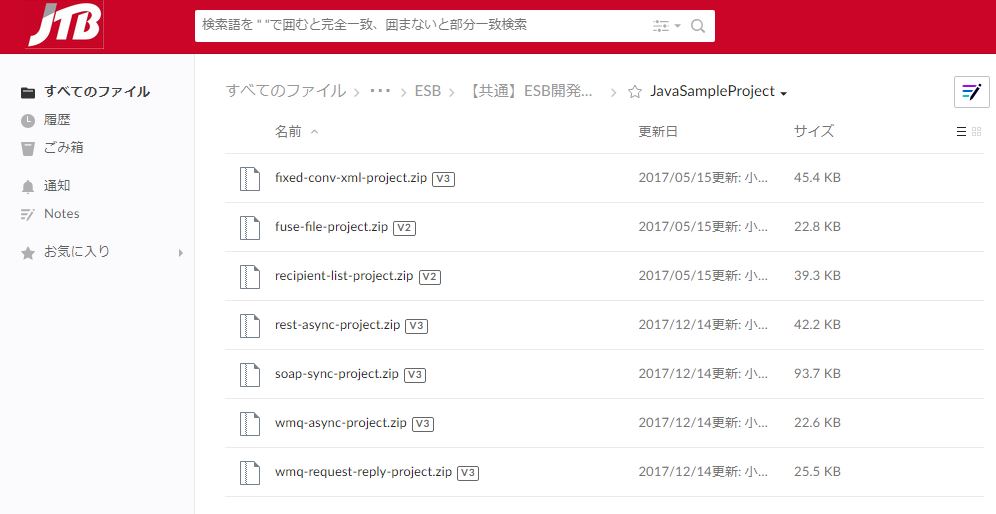 JTB
検索語を " "で囲むと完全一致、囲まないと部分一致検索
すべてのファイル
履歴
ごみ箱
通知
Notes
お気に入り
すべてのファイル > ... > ESB > 【共通】ESB開発... > JavaSampleProject
名前 更新日 サイズ
fixed-conv-xml-project.zip V3 2017/05/15更新: 小... 45.4 KB
fuse-file-project.zip V2 2017/05/15更新: 小... 22.8 KB
recipient-list-project.zip V2 2017/05/15更新: 小... 39.3 KB
rest-async-project.zip V3 2017/12/14更新: 小... 42.2 KB
soap-sync-project.zip V3 2017/12/14更新: 小... 93.7 KB
wmq-async-project.zip V3 2017/12/14更新: 小... 22.6 KB
wmq-request-reply-project.zip V3 2017/12/14更新: 小... 25.5 KB